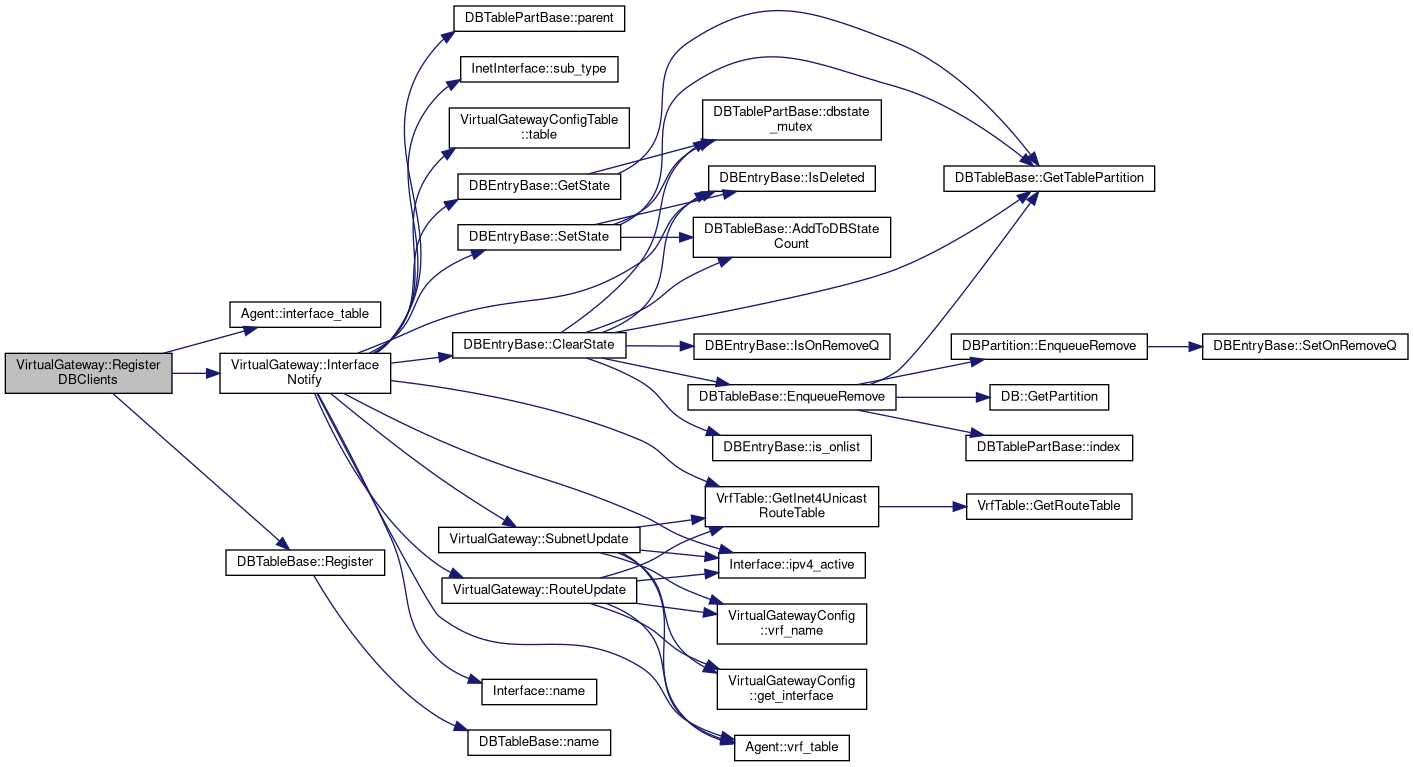 DBTablePartBase::parent
InetInterface::sub_type
VirtualGatewayConfigTable
::table
DBEntryBase::GetState
DBEntryBase::SetState
DBTablePartBase::dbstate
_mutex
DBEntryBase::IsDeleted
DBTableBase::AddToDBState
Count
DBTableBase::GetTablePartition
Agent::interface_table
VirtualGateway::Register
DBClients
VirtualGateway::Interface
Notify
DBEntryBase::ClearState
DBEntryBase::IsOnRemoveQ
DBPartition::EnqueueRemove
DBEntryBase::SetOnRemoveQ
DBTableBase::EnqueueRemove
DB::GetPartition
DBEntryBase::is_onlist
DBTablePartBase::index
VrfTable::GetInet4Unicast
RouteTable
VrfTable::GetRouteTable
VirtualGateway::SubnetUpdate
DBTableBase::Register
Interface::ipv4_active
VirtualGateway::RouteUpdate
VirtualGatewayConfig
::vrf_name
Interface::name
VirtualGatewayConfig
::get_interface
DBTableBase::name
Agent::vrf_table